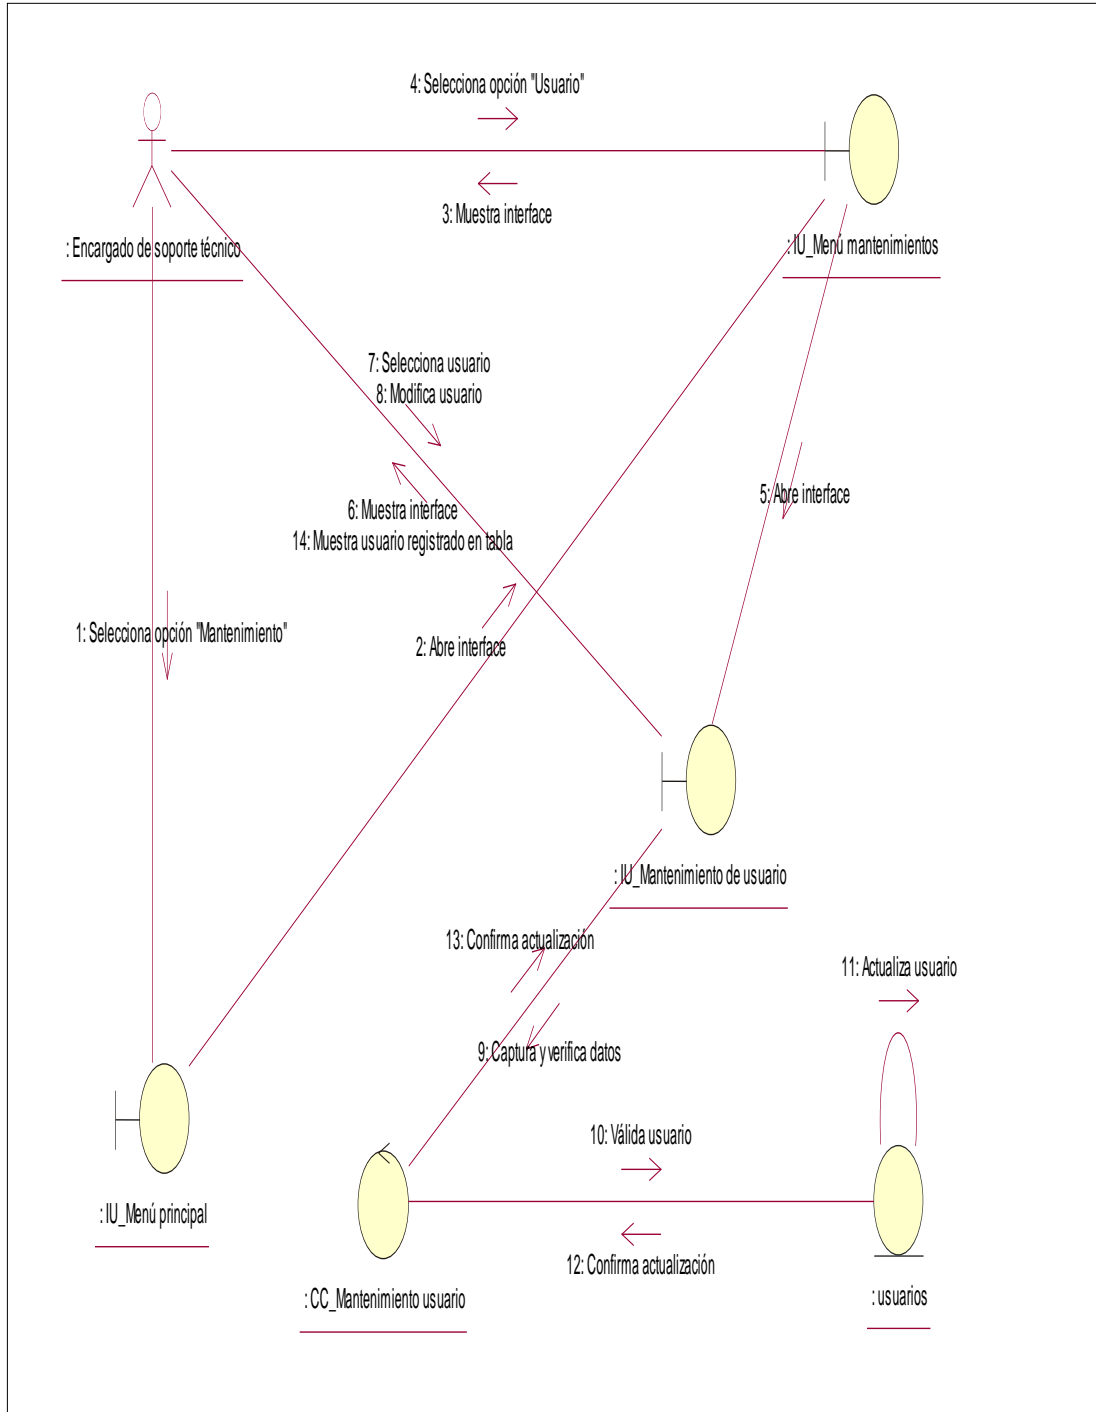 4: Selecciona opción "Usuario"
3: Muestra interface
: Encargado de soporte técnico
: IU_Menú mantenimientos
7: Selecciona usuario
8: Modifica usuario
5: Abre interface
6: Muestra interface
14: Muestra usuario registrado en tabla
1: Selecciona opción "Mantenimiento"
2: Abre interface
: IU_Mantenimiento de usuario
13: Confirma actualización
11: Actualiza usuario
9: Captura y verifica datos
10: Válida usuario
: IU_Menú principal
12: Confirma actualización
: CC_Mantenimiento usuario
: usuarios